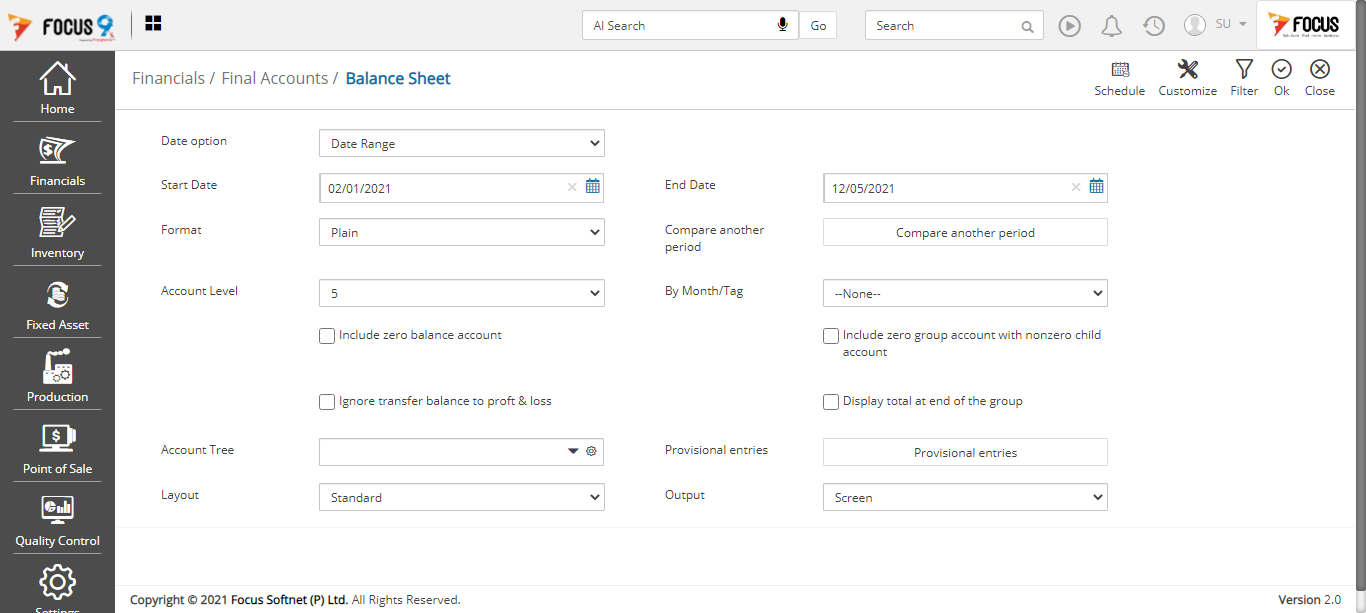 FOCUS 9
AI Search
Go
Search
SU
FOCUS
Financials / Final Accounts / Balance Sheet
Schedule
Customize
Filter
Ok
Close
Home
Financials
Inventory
Fixed Asset
Production
Point of Sale
Quality Control
Settings
Date option
Date Range
Start Date
02/01/2021
End Date
12/05/2021
Format
Plain
Compare another
period
Compare another period
Account Level
5
By Month/Tag
--None--
Include zero balance account
Include zero group account with nonzero child
account
Ignore transfer balance to proft & loss
Display total at end of the group
Account Tree
Provisional entries
Provisional entries
Layout
Standard
Output
Screen
Copyright © 2021 Focus Softnet (P) Ltd. All Rights Reserved.
Version 2.0